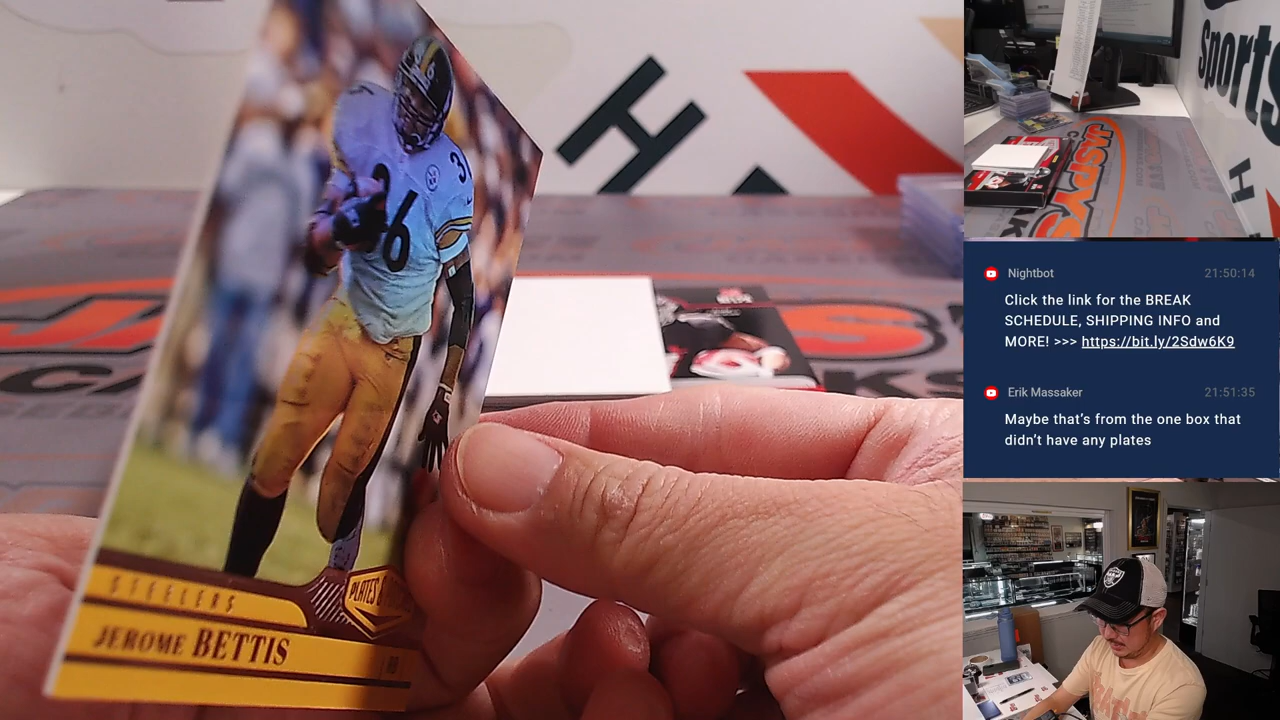 36
STEELERS
PLATES &
JEROME BETTIS
RB
Sports
H
JASPYS
Nightbot
21:50:14
Click the link for the BREAK
SCHEDULE, SHIPPING INFO and
MORE! >>> https://bit.ly/2Sdw6K9
Erik Massaker
21:51:35
Maybe that's from the one box that
didn't have any plates